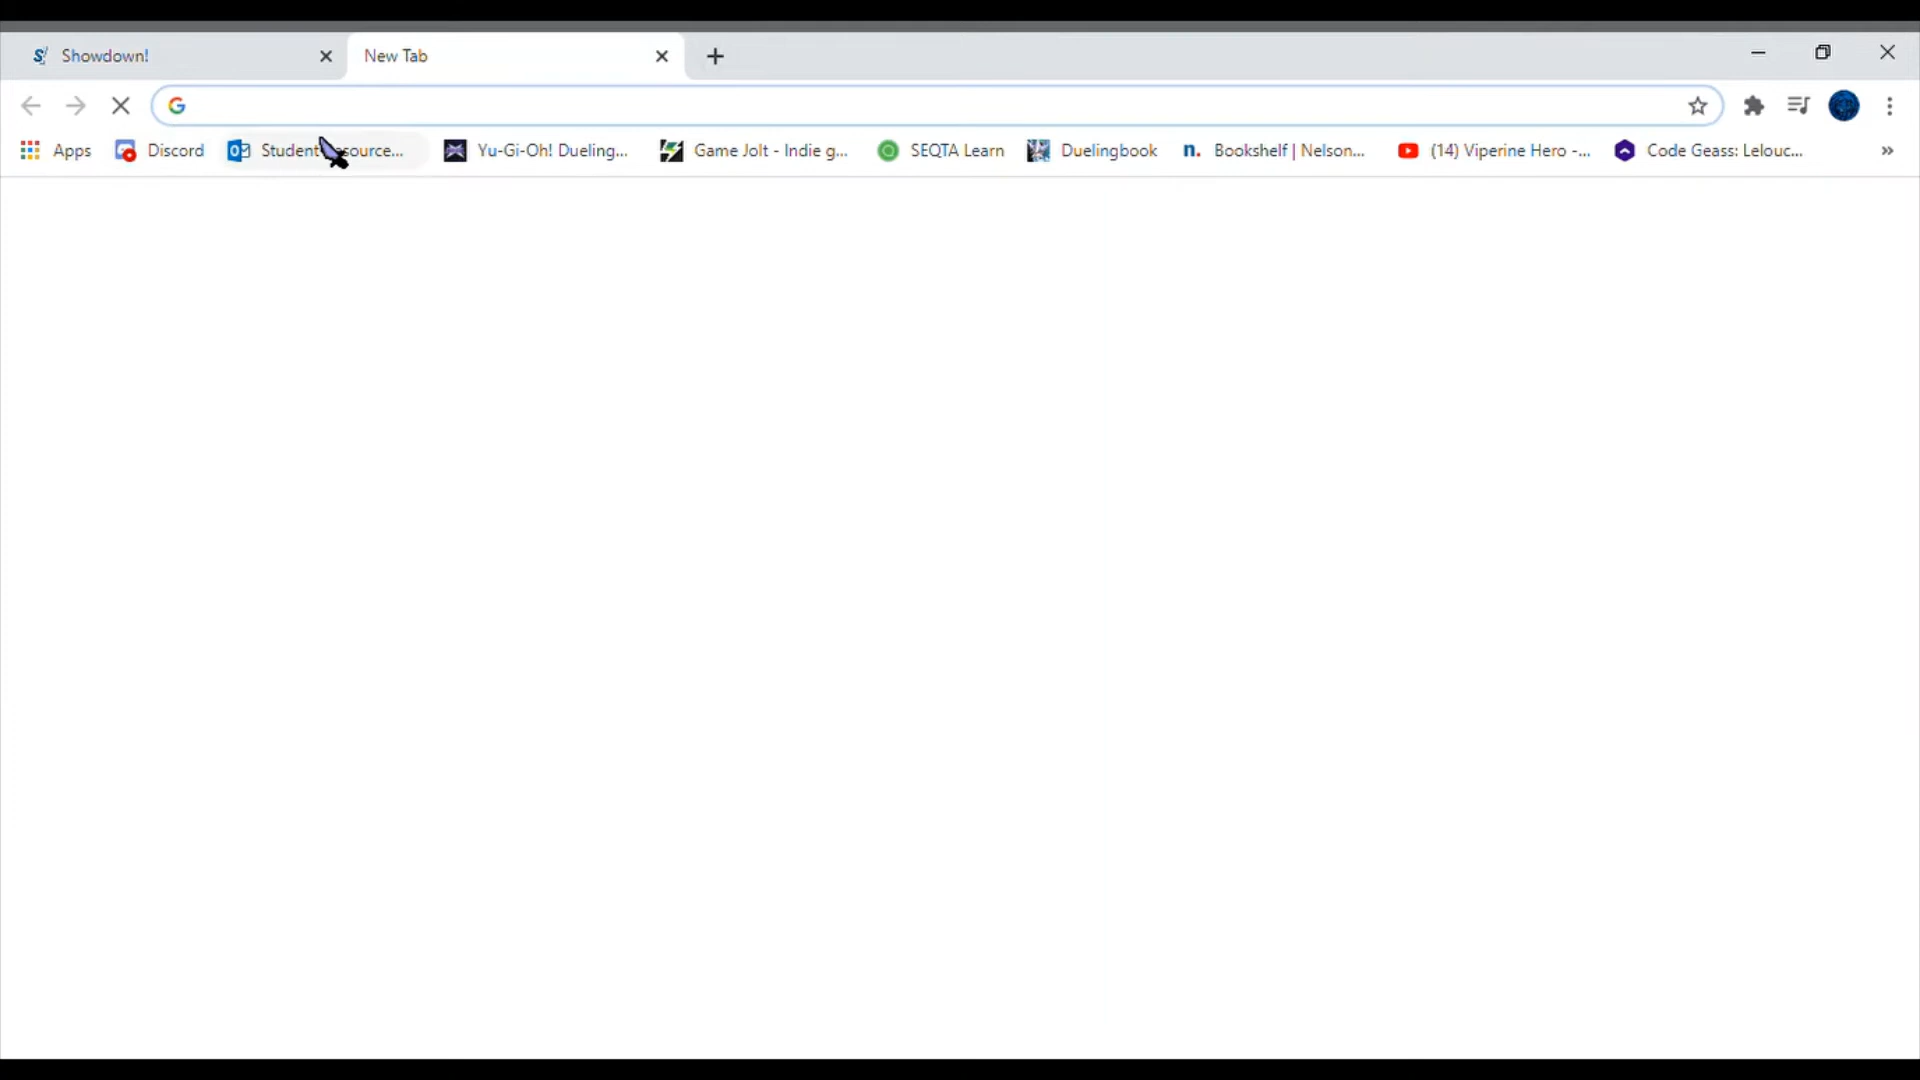 Showdown!
New Tab
Apps
Discord
Student
Yu-Gi-Oh! Dueling...
Game Jolt - Indie g...
SEQTA Learn
Duelingbook
n. Bookshelf | Nelson...
(14) Viperine Hero -...
Code Geass: Lelouc...